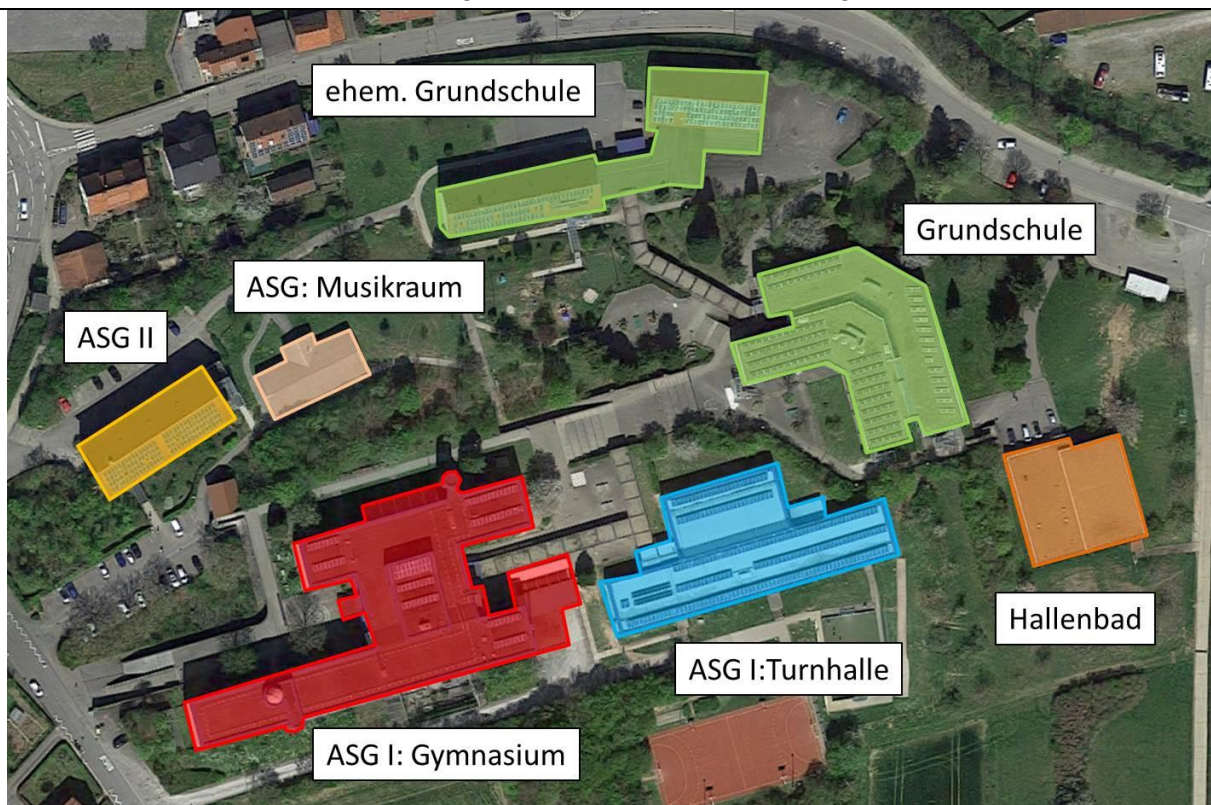 ehem. Grundschule
Grundschule
ASG: Musikraum
ASG II
Hallenbad
ASG I:Turnhalle
ASG I: Gymnasium